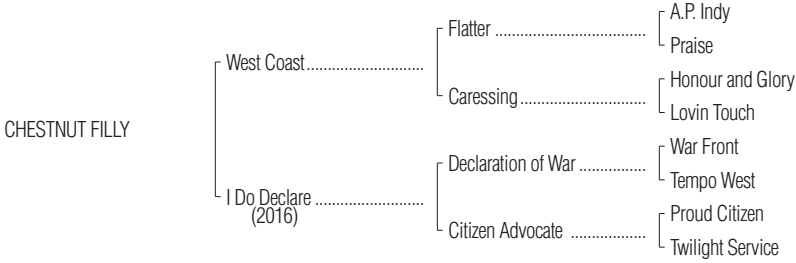 A.P. Indy
Flatter ......................................
Praise
West Coast...........................
Honour and Glory
Caressing................................
Lovin Touch
CHESTNUT FILLY
War Front
Declaration of War .................
Tempo West
I Do Declare .........................
(2016)
Proud Citizen
Citizen Advocate ...................
Twilight Service